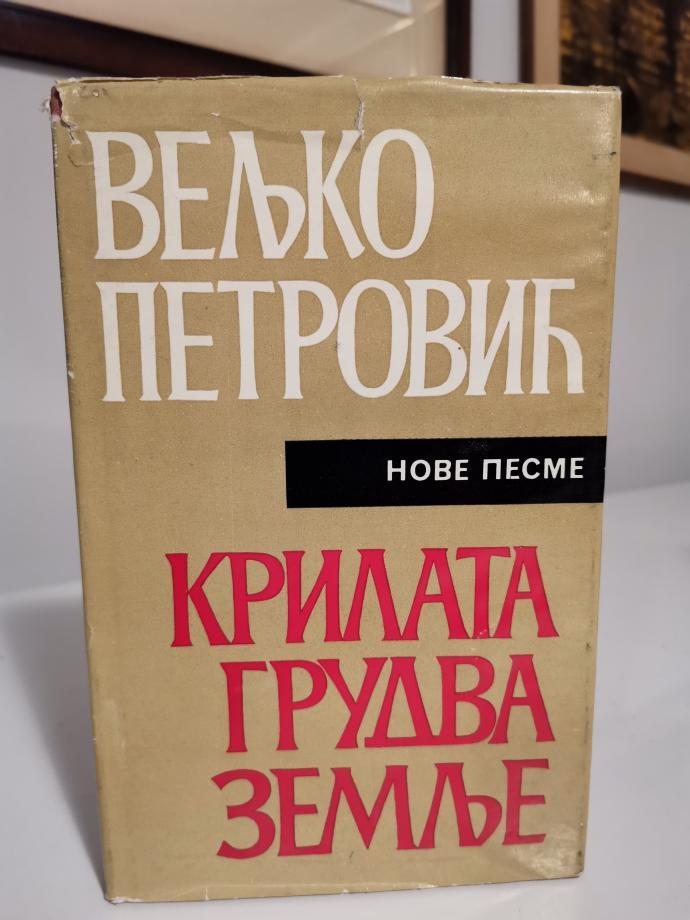 ВЕЉКО
ПЕТРОВИЋ
НОВЕ ПЕСМЕ
КРИЛАТА
ГРУДВА
ЗЕМЉЕ